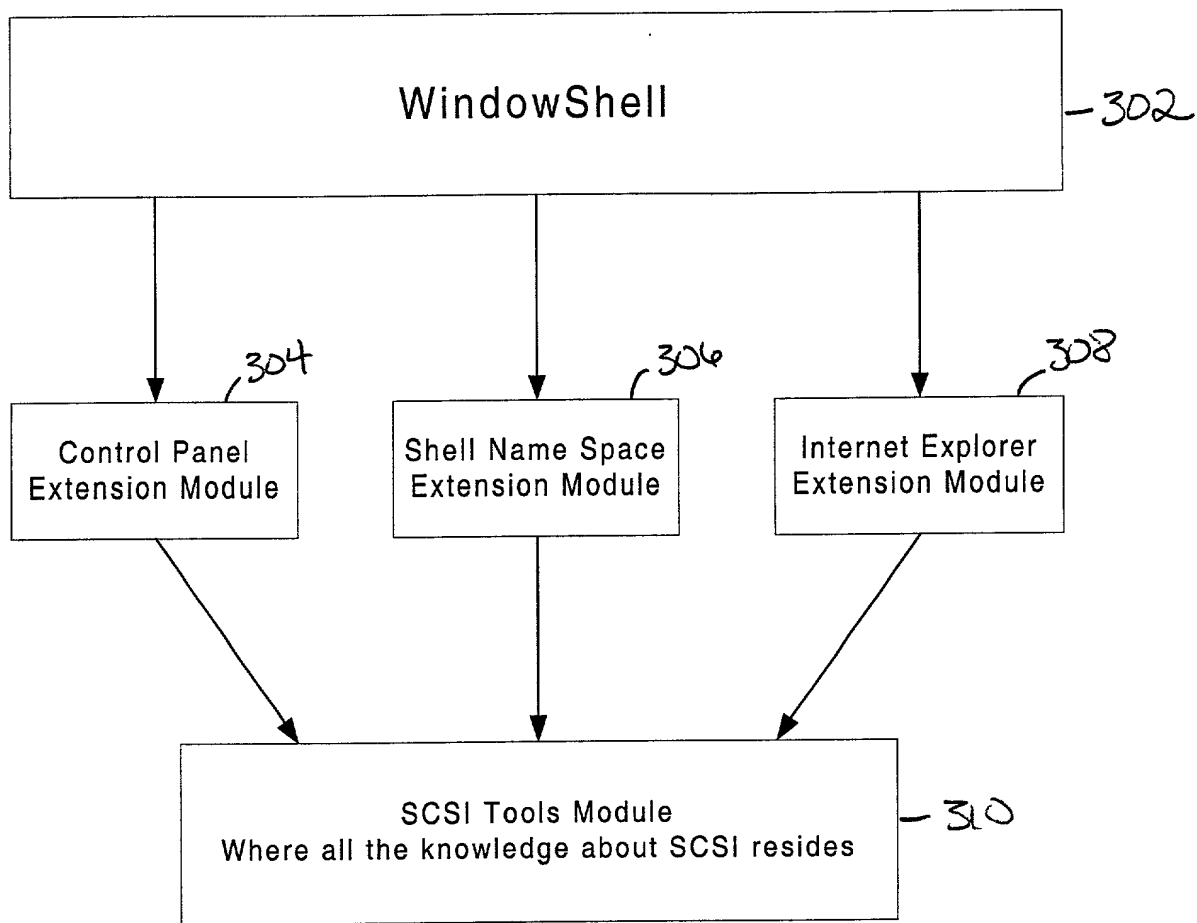 WindowShell
302
304
306
308
Control Panel
Extension Module
Shell Name Space
Extension Module
Internet Explorer
Extension Module
SCSI Tools Module
Where all the knowledge about SCSI resides
310